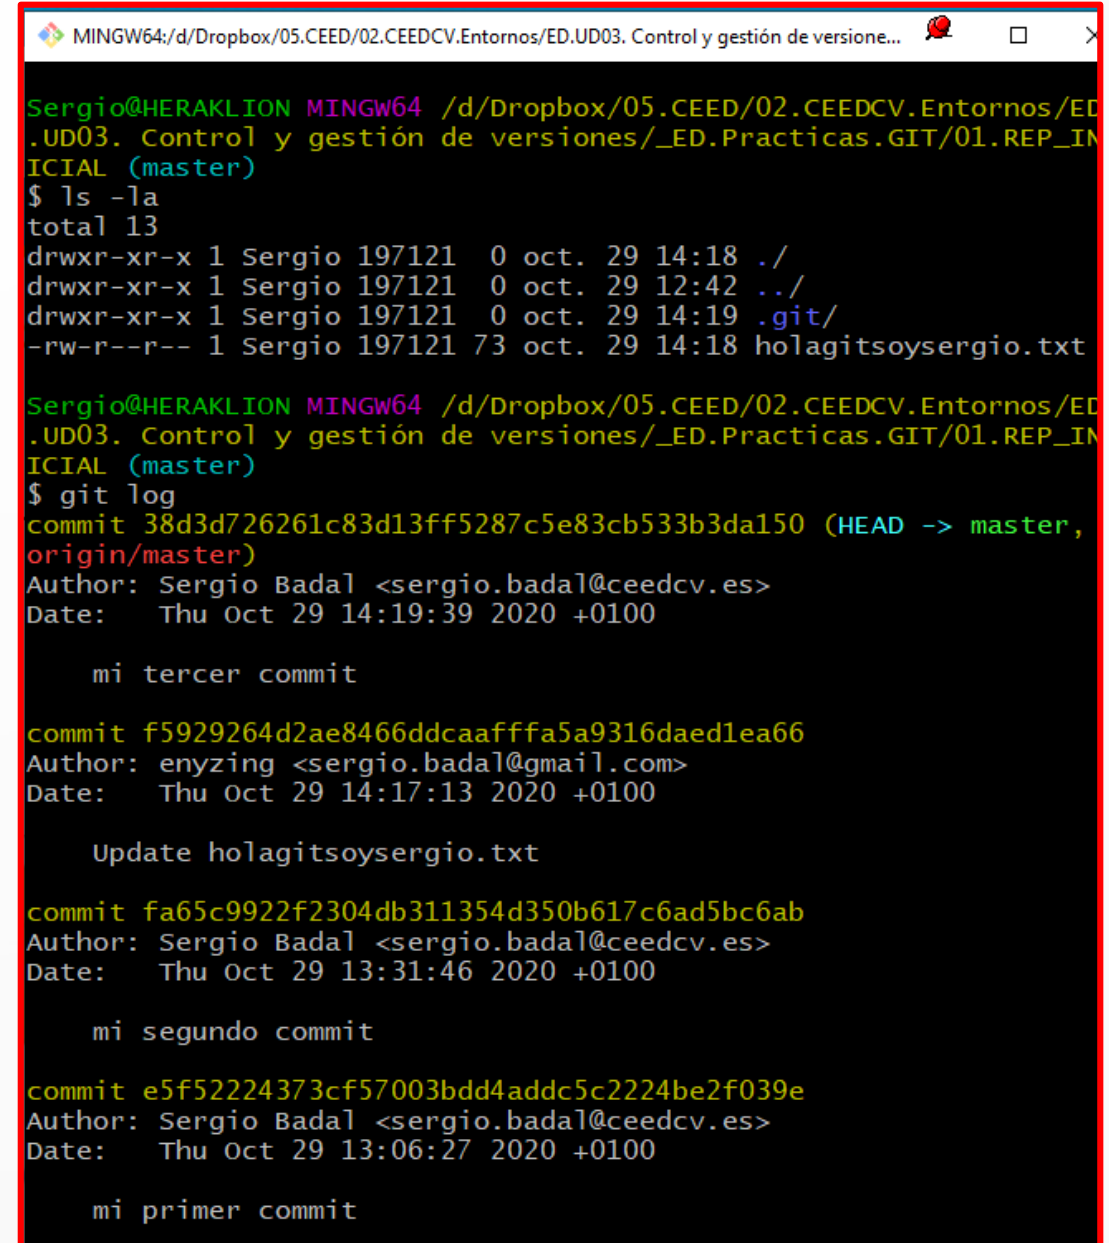 MINGW64:/d/Dropbox/05.CEED/02.CEEDCV.Entornos/ED.UD03. Control y gestión de versione...
Sergio@HERAKLION MINGW64 /d/Dropbox/05.CEED/02.CEEDCV.Entornos/ED
.UD03. Control y gestión de versiones/_ED.Practicas.GIT/01.REP_IN
ICIAL (master)
$ ls -la
total 13
drwxr-xr-x 1 Sergio 197121  0 oct. 29 14:18 ./
drwxr-xr-x 1 Sergio 197121  0 oct. 29 12:42 ../
drwxr-xr-x 1 Sergio 197121  0 oct. 29 14:19 .git/
-rw-r--r-- 1 Sergio 197121 73 oct. 29 14:18 holagitsoysergio.txt
Sergio@HERAKLION MINGW64 /d/Dropbox/05.CEED/02.CEEDCV.Entornos/ED
.UD03. Control y gestión de versiones/_ED.Practicas.GIT/01.REP_IN
ICIAL (master)
$ git log
commit 38d3d726261c83d13ff5287c5e83cb533b3da150 (HEAD -> master,
origin/master)
Author: Sergio Badal <sergio.badal@ceedcv.es>
Date:   Thu Oct 29 14:19:39 2020 +0100
    mi tercer commit
commit f5929264d2ae8466ddcaafffa5a9316daed1ea66
Author: enyzing <sergio.badal@gmail.com>
Date:   Thu Oct 29 14:17:13 2020 +0100
    Update holagitsoysergio.txt
commit fa65c9922f2304db311354d350b617c6ad5bc6ab
Author: Sergio Badal <sergio.badal@ceedcv.es>
Date:   Thu Oct 29 13:31:46 2020 +0100
    mi segundo commit
commit e5f52224373cf57003bdd4addc5c2224be2f039e
Author: Sergio Badal <sergio.badal@ceedcv.es>
Date:   Thu Oct 29 13:06:27 2020 +0100
    mi primer commit